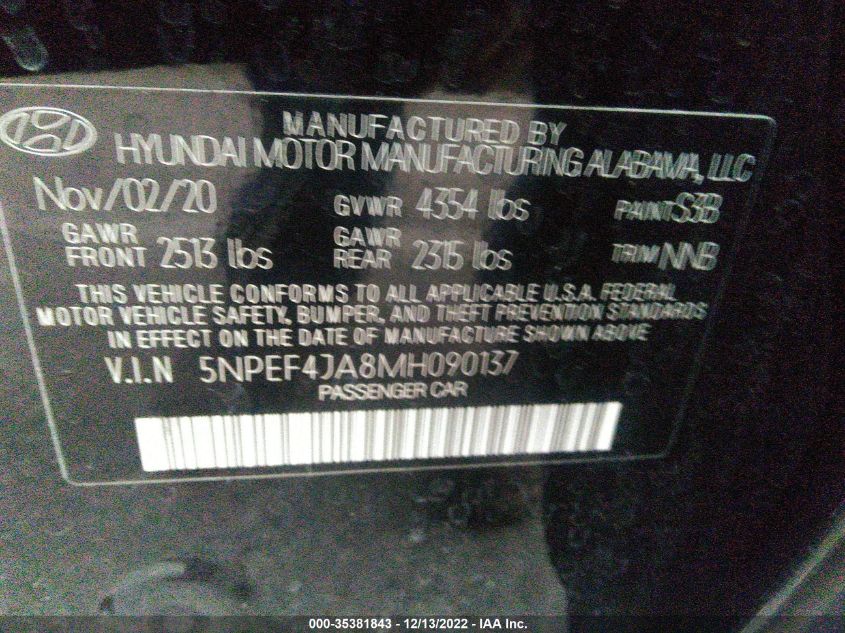 MANUFACTURED BY
HYUNDAI MOTOR MANUFACTURING ALABAMA, LLC
Nov/02/20 GVWR 4354 lbs PAINT S3B
GAWR FRONT 2513 lbs GAWR REAR 2315 lbs TRIM NNB
THIS VEHICLE CONFORMS TO ALL APPLICABLE U.S.A. FEDERAL
MOTOR VEHICLE SAFETY, BUMPER, AND THEFT PREVENTION STANDARDS
IN EFFECT ON THE DATE OF MANUFACTURE SHOWN ABOVE
V.I.N 5NPEF4JA8MH090137
PASSENGER CAR
000-35381843 - 12/13/2022 - IAA Inc.